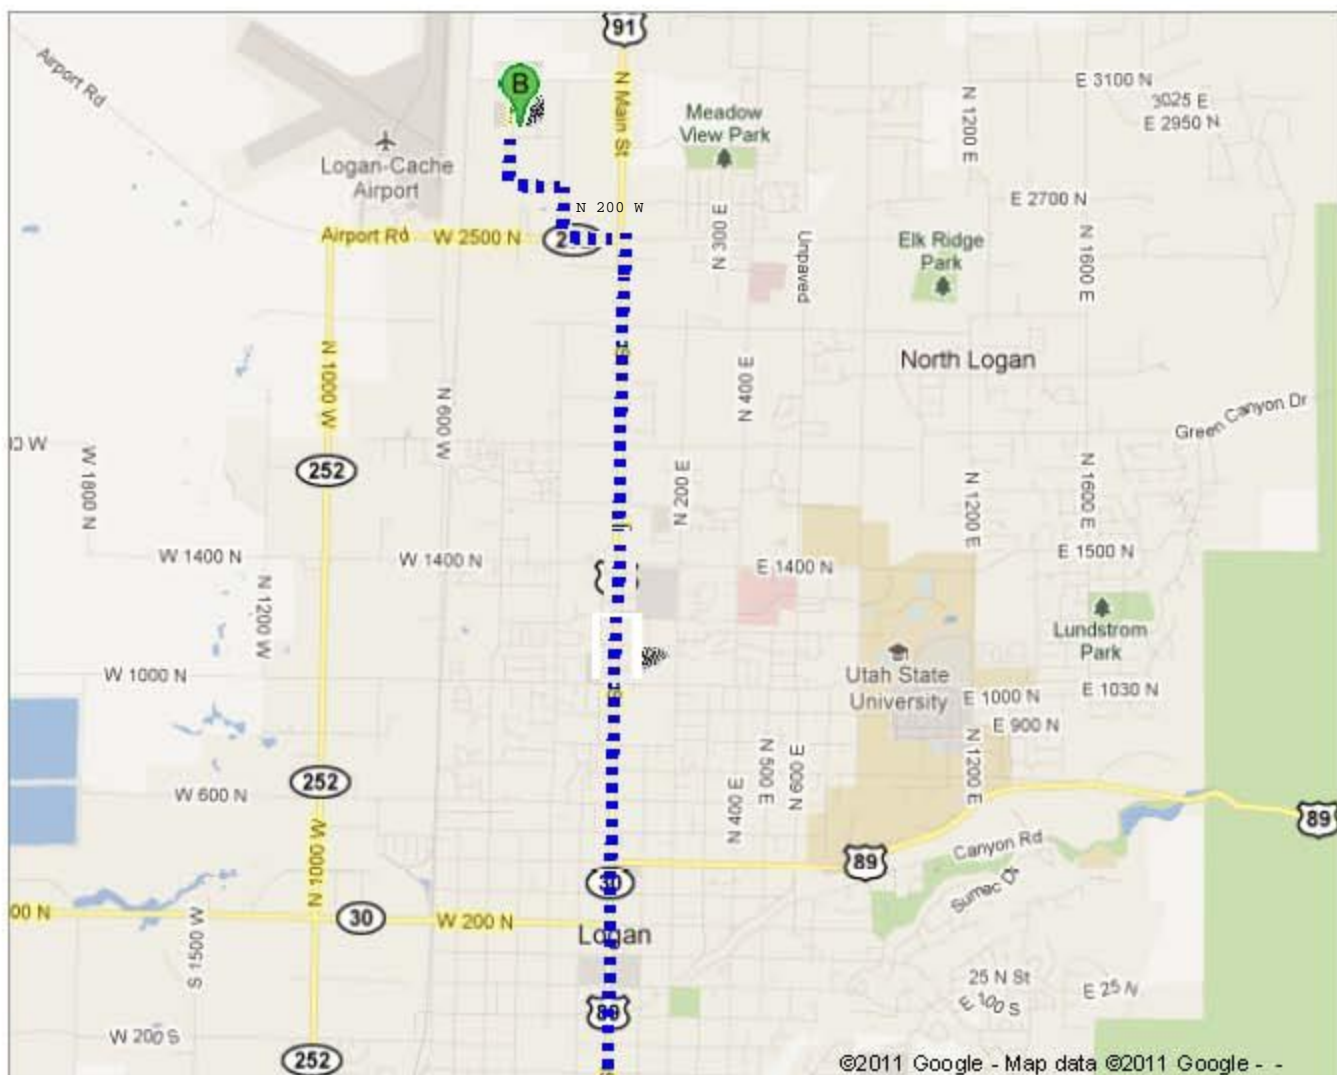 91
Airport Rd
B
N Main St
Meadow
View Park
N 1200 E
E 3100 N
3025 E
E 2950 N
Logan-Cache
Airport
E 2700 N
N 200 W
Airport Rd
W 2500 N
N 300 E
Unpaved
Elk Ridge
Park
N 1600 E
N 1000 W
N 600 W
N 400 E
North Logan
Green Canyon Dr
W 1800 N
252
N 200 E
N 1200 E
N 1600 E
W 1400 N
W 1400 N
E 1400 N
E 1500 N
N 1200 W
Lundstrom
Park
W 1000 N
Utah State
University
E 1000 N
E 1030 N
E 900 N
252
W 600 N
N 400 E
N 500 E
N 600 E
N 1200 E
89
89
Canyon Rd
Sumac Dr
N 1000 W
30
00 N
30
W 200 N
Logan
S 1500 W
25 N St
E 100 S
E 25 N
89
W 200 S
252
©2011 Google - Map data ©2011 Google - -